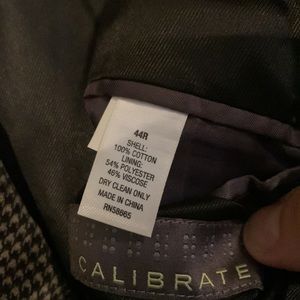 44R
SHELL:
100% COTTON
LINING:
54% POLYESTER
46% VISCOSE
DRY CLEAN ONLY
MADE IN CHINA
RN58665
CALIBRATE